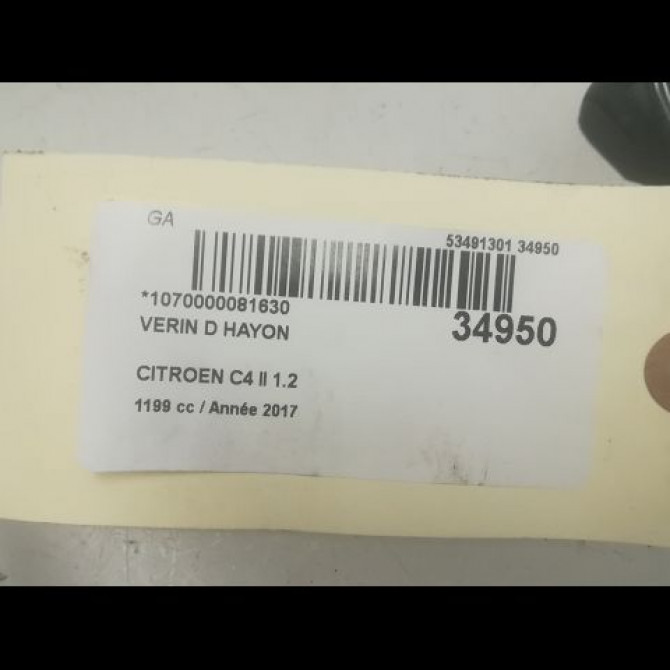 GA
53491301 34950
*1070000081630
34950
VERIN D HAYON
CITROEN C4 II 1.2
1199 cc / Année 2017